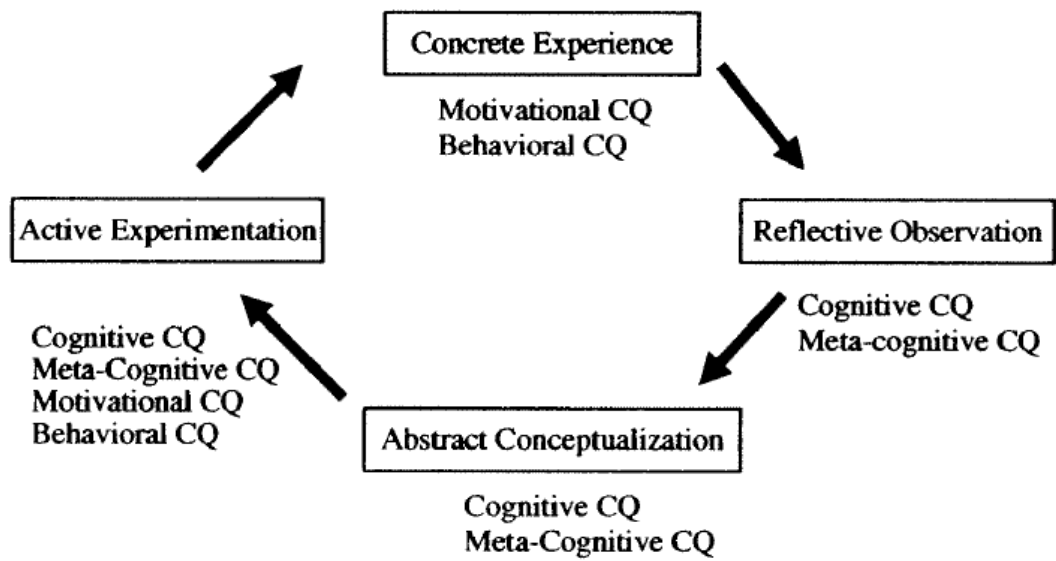 Concrete Experience
Motivational CQ
Behavioral CQ
Active Experimentation
Reflective Observation
Cognitive CQ
Meta-cognitive CQ
Cognitive CQ
Meta-Cognitive CQ
Motivational CQ
Behavioral CQ
Abstract Conceptualization
Cognitive CQ
Meta-Cognitive CQ